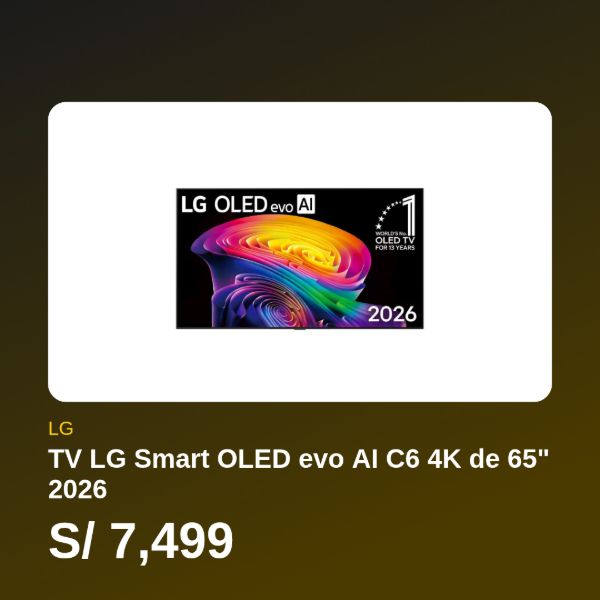 LG OLED evo AI
1
WORLD'S No.
OLED TV
FOR 13 YEARS
2026
LG
TV LG Smart OLED evo AI C6 4K de 65"
2026
S/ 7,499